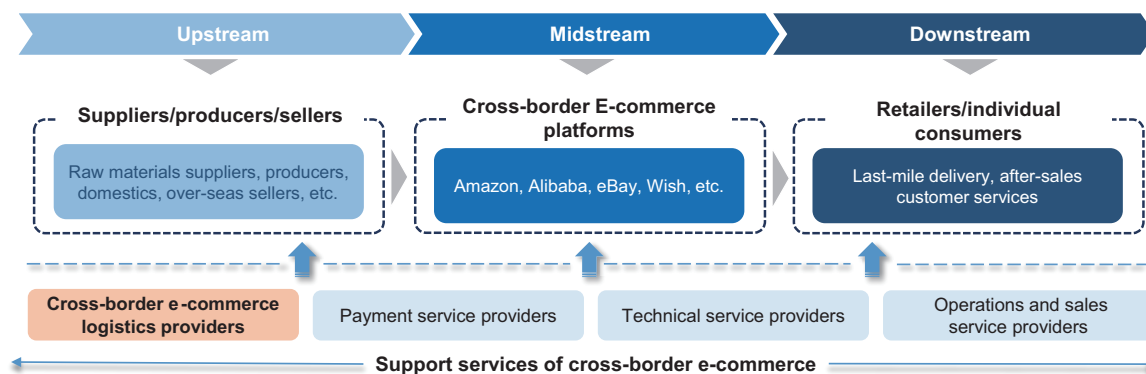 Upstream
Midstream
Downstream
Suppliers/producers/sellers
Cross-border E-commerce
platforms
Retailers/individual
consumers
Raw materials suppliers, producers,
domestics, over-seas sellers, etc.
Amazon, Alibaba, eBay, Wish, etc.
Last-mile delivery, after-sales
customer services
Cross-border e-commerce
logistics providers
Payment service providers
Technical service providers
Operations and sales
service providers
Support services of cross-border e-commerce